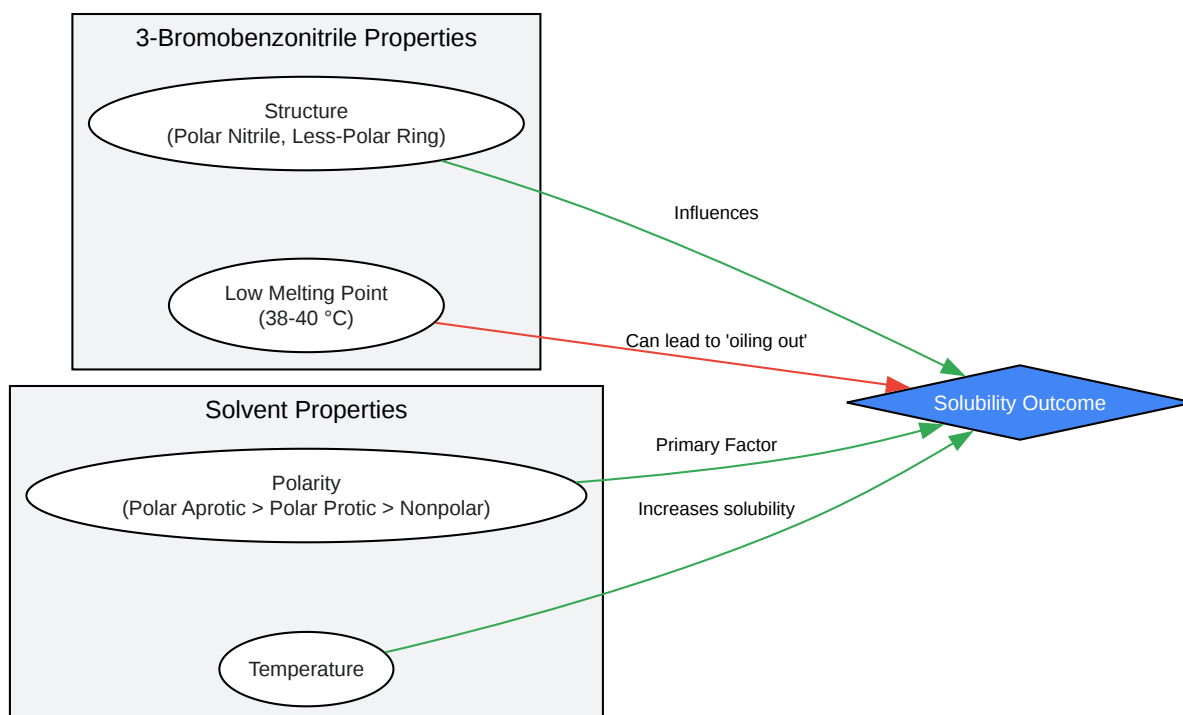 3-Bromobenzonitrile Properties
Structure
(Polar Nitrile, Less-Polar Ring)
Influences
Low Melting Point
(38-40 °C)
Can lead to 'oiling out'
Solubility Outcome
Solvent Properties
Polarity
(Polar Aprotic > Polar Protic > Nonpolar)
Primary Factor
Increases solubility
Temperature